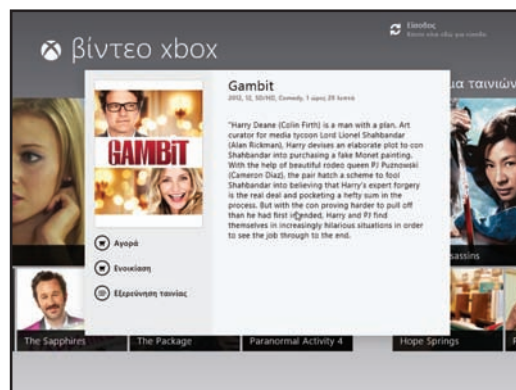 Είσοδος
βίντεο xbox
μα ταινιών
Gambit
2012, 12, SD/HD, Comedy, 1 ώρες 29 λεπτά
"Harry Deane (Colin Firth) is a man with a plan. Art
curator for media tycoon Lord Lionel Shahbandar
(Alan Rickman), Harry devises an elaborate plot to con
Shahbandar into purchasing a fake Monet painting.
With the help of beautiful rodeo queen PJ Puznowski
(Cameron Diaz), the pair hatch a scheme to fool
Shahbandar into believing that Harry's expert forgery
is the real deal and pocketing a hefty sum in the
process. But with the con proving harder to pull off
than he had first intended, Harry and PJ find
themselves in increasingly hilarious situations in order
to see the job through to the end.
GAMBIT
Αγορά
Ενοικίαση
Εξερεύνηση ταινίας
ssassins
The Sapphires
The Package
Paranormal Activity 4
Hope Springs